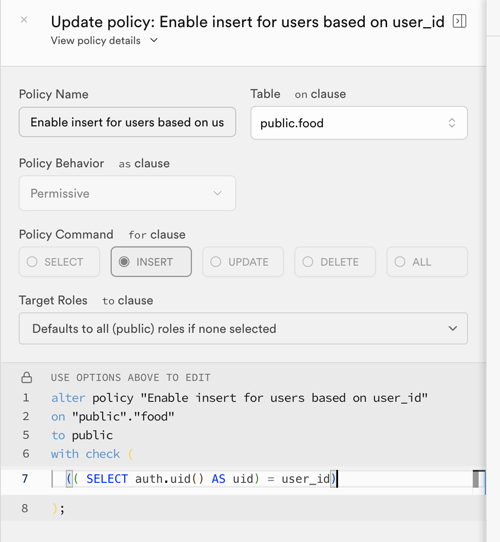 Update policy: Enable insert for users based on user_id
View policy details
Policy Name
Table on clause
Enable insert for users based on us
public.food
Policy Behavior as clause
Permissive
Policy Command for clause
SELECT INSERT UPDATE DELETE ALL
Target Roles to clause
Defaults to all (public) roles if none selected
USE OPTIONS ABOVE TO EDIT
1 alter policy "Enable insert for users based on user_id"
2 on "public"."food"
5 to public
6 with check (
7 (( SELECT auth.uid() AS uid) = user_id)
8 );